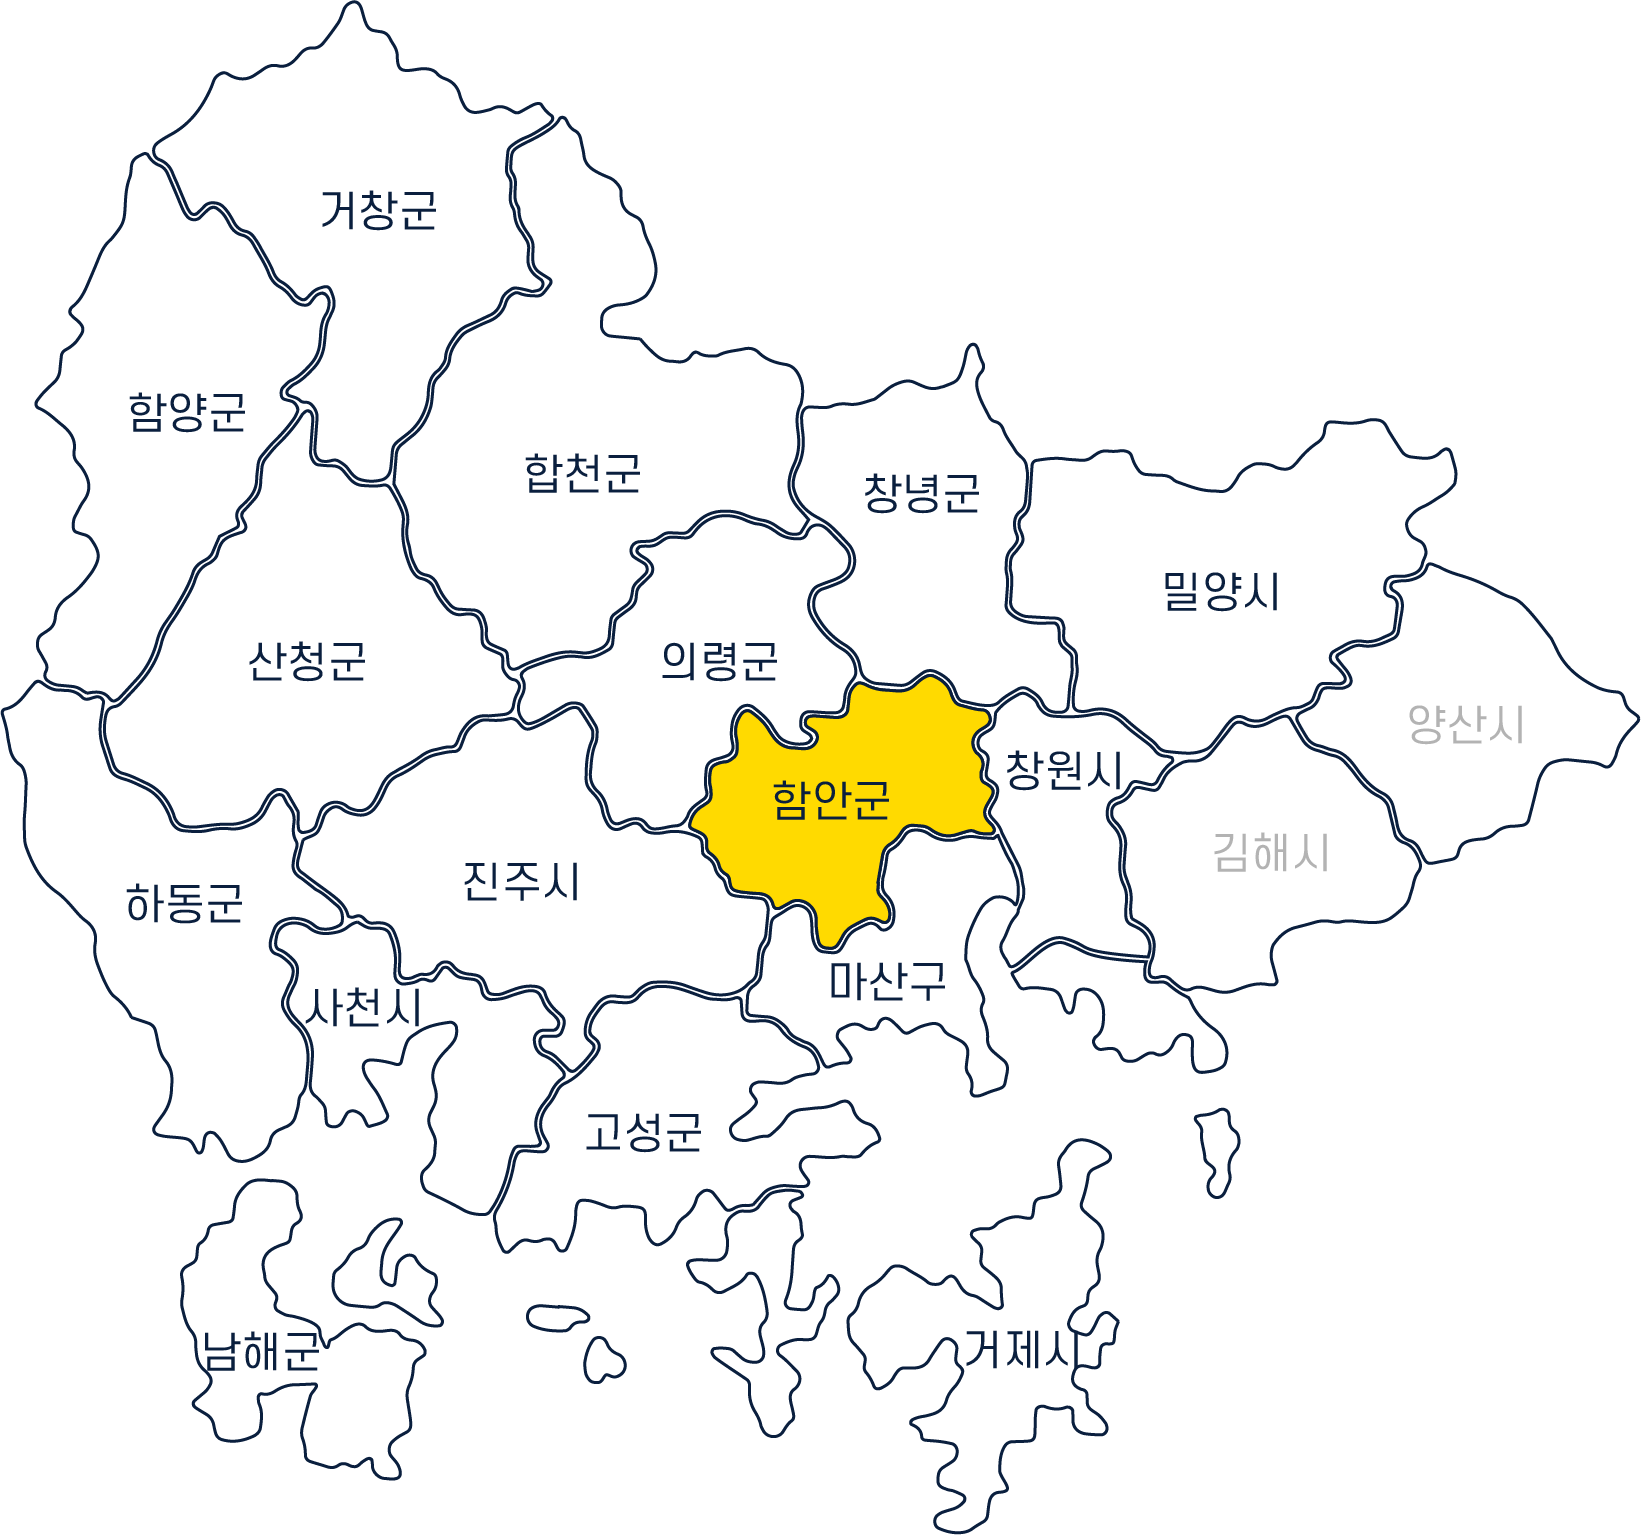 거창군
함양군
합천군
창녕군
밀양시
산청군
의령군
양산시
창원시
함안군
김해시
진주시
하동군
마산구
사천시
고성군
남해군
거제시